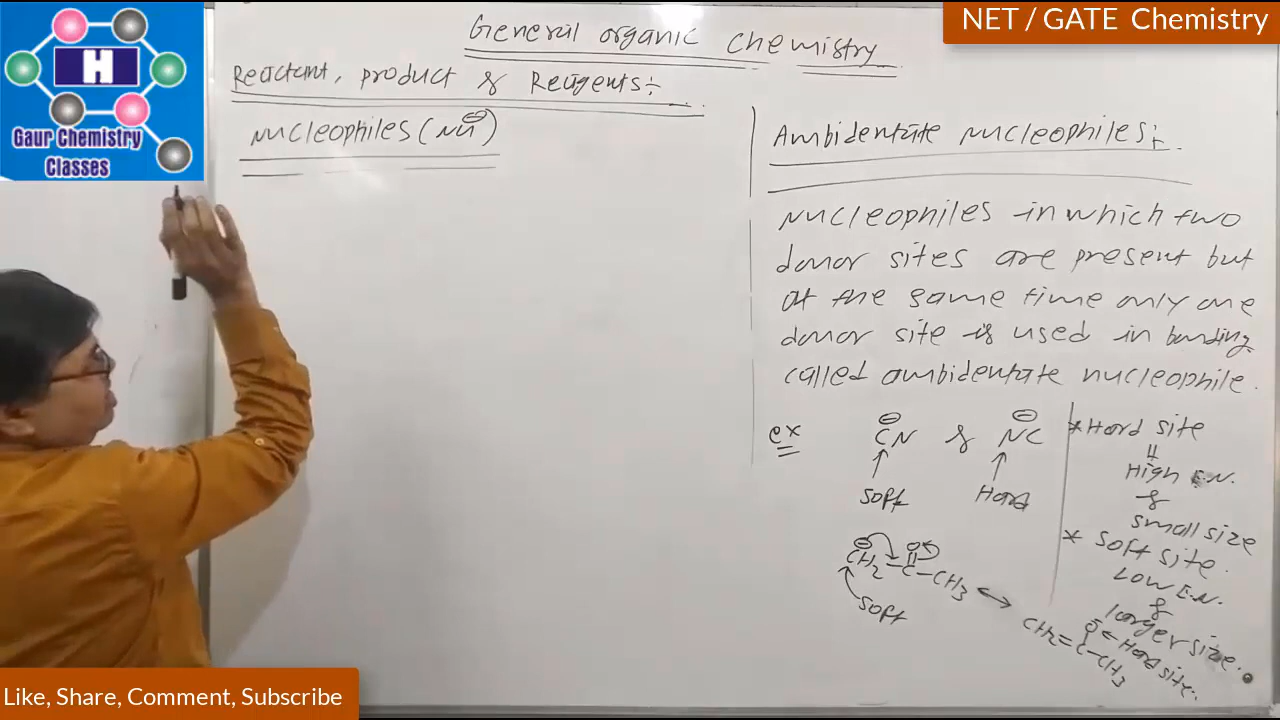 NET / GATE Chemistry
General organic chemistry
Reactant, product & Reagents:-
H
Gaur Chemistry
Classes
Nucleophiles (Nu⊖)
Ambidentate nucleophiles:-
Nucleophiles in which two
donor sites are present but
at the same time only one
donor site is used in bonding
called ambidentate nucleophile.
ex
⊖
CN & NC
⊖
Soft
Hard
⊖
CH2-C-CH3 ↔
O
Soft
CH2=C-CH3
O⁻ ← Hard site.
* Hard site
High E.N.
&
small size
* Soft site.
Low E.N.
&
larger size..
Like, Share, Comment, Subscribe